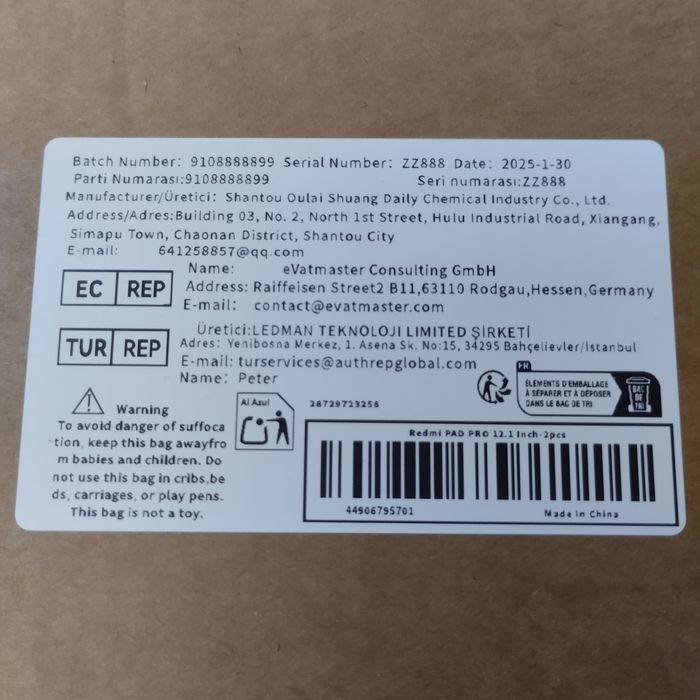 Batch Number: 9108888899 Serial Number: ZZ888 Date: 2025-1-30
Parti Numarası:9108888899 Seri numarası:ZZ888
Manufacturer/Üretici: Shantou Oulai Shuang Daily Chemical Industry Co., Ltd.
Address/Adres:Building 03, No. 2, North 1st Street, Hulu Industrial Road, Xiangang,
Simapu Town, Chaonan District, Shantou City
E-mail: 641258857@qq.com
EC REP
Name: eVatmaster Consulting GmbH
Address: Raiffeisen Street2 B11,63110 Rodgau,Hessen,Germany
E-mail: contact@evatmaster.com
TUR REP
Üretici:LEDMAN TEKNOLOJI LIMITED ŞİRKETİ
Adres: Yenibosna Merkez, 1. Asena Sk. No:15, 34295 Bahçelievler/İstanbul
E-mail: turservices@authrepglobal.com
Name: Peter
Warning
To avoid danger of suffoca
tion, keep this bag awayfro
m babies and children. Do
not use this bag in cribs,be
ds, carriages, or play pens.
This bag is not a toy.
Al Azul
28729723258
FR
ÉLÉMENTS D'EMBALLAGE
À SÉPARER ET À DÉPOSER
DANS LE BAC DE TRI
BAC
DE
TRI
Redmi PAD PRO 12.1 Inch-2pcs
44906795701 Made In China